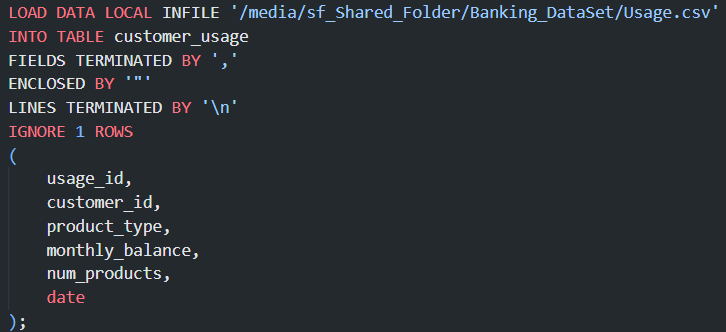 LOAD DATA LOCAL INFILE '/media/sf_Shared_Folder/Banking_DataSet/Usage.csv'
INTO TABLE customer_usage
FIELDS TERMINATED BY ','
ENCLOSED BY '"'
LINES TERMINATED BY '\n'
IGNORE 1 ROWS
(
    usage_id,
    customer_id,
    product_type,
    monthly_balance,
    num_products,
    date
);